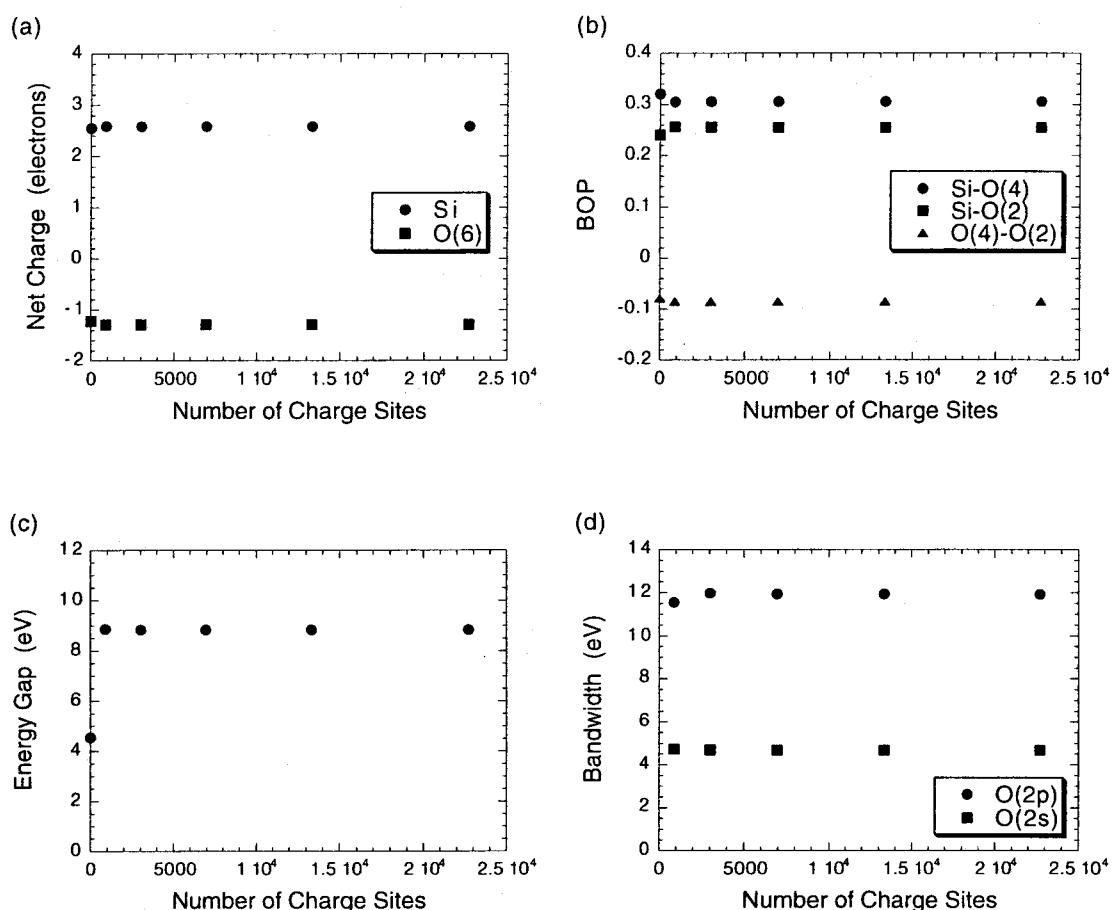 (a)
4
3
2
1
0
-1
-2
Net Charge (electrons)
Si
O(6)
0 5000 1 10⁴ 1.5 10⁴ 2 10⁴ 2.5 10⁴
Number of Charge Sites
(b)
0.4
0.3
0.2
0.1
0
-0.1
-0.2
BOP
Si-O(4)
Si-O(2)
O(4)-O(2)
0 5000 1 10⁴ 1.5 10⁴ 2 10⁴ 2.5 10⁴
Number of Charge Sites
(c)
12
10
8
6
4
2
0
Energy Gap (eV)
0 5000 1 10⁴ 1.5 10⁴ 2 10⁴ 2.5 10⁴
Number of Charge Sites
(d)
14
12
10
8
6
4
2
0
Bandwidth (eV)
O(2p)
O(2s)
0 5000 1 10⁴ 1.5 10⁴ 2 10⁴ 2.5 10⁴
Number of Charge Sites